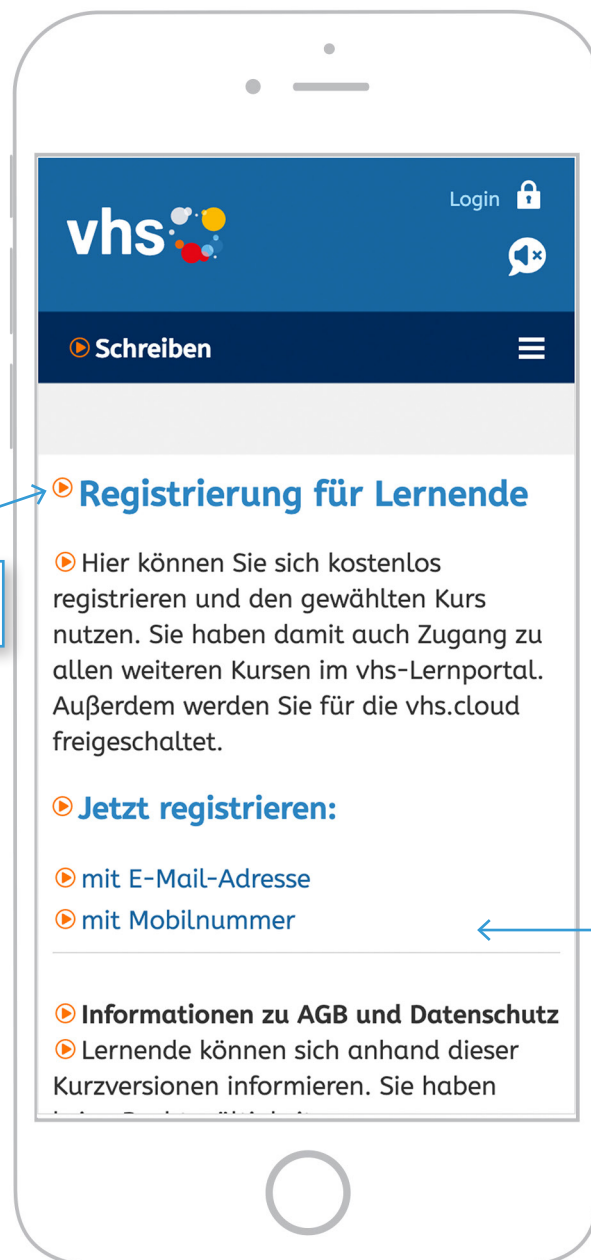 Login
vhs
Schreiben
Registrierung für Lernende
Hier können Sie sich kostenlos
registrieren und den gewählten Kurs
nutzen. Sie haben damit auch Zugang zu
allen weiteren Kursen im vhs-Lernportal.
Außerdem werden Sie für die vhs.cloud
freigeschaltet.
Jetzt registrieren:
mit E-Mail-Adresse
mit Mobilnummer
Informationen zu AGB und Datenschutz
Lernende können sich anhand dieser
Kurzversionen informieren. Sie haben